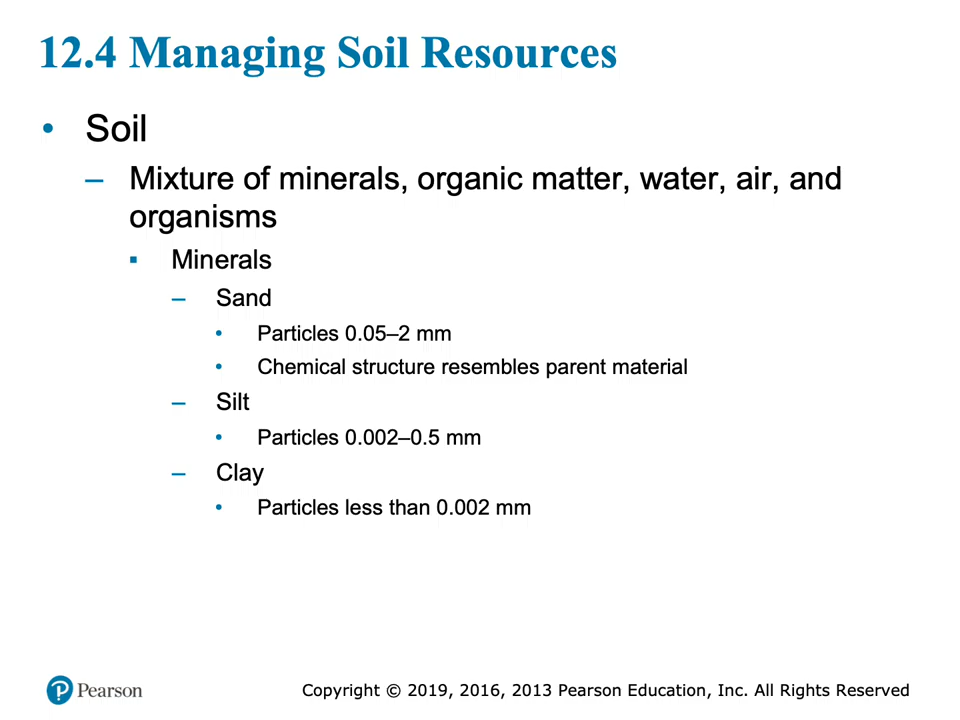 12.4 Managing Soil Resources
• Soil
– Mixture of minerals, organic matter, water, air, and
organisms
▪ Minerals
– Sand
• Particles 0.05–2 mm
• Chemical structure resembles parent material
– Silt
• Particles 0.002–0.5 mm
– Clay
• Particles less than 0.002 mm
Pearson
Copyright © 2019, 2016, 2013 Pearson Education, Inc. All Rights Reserved